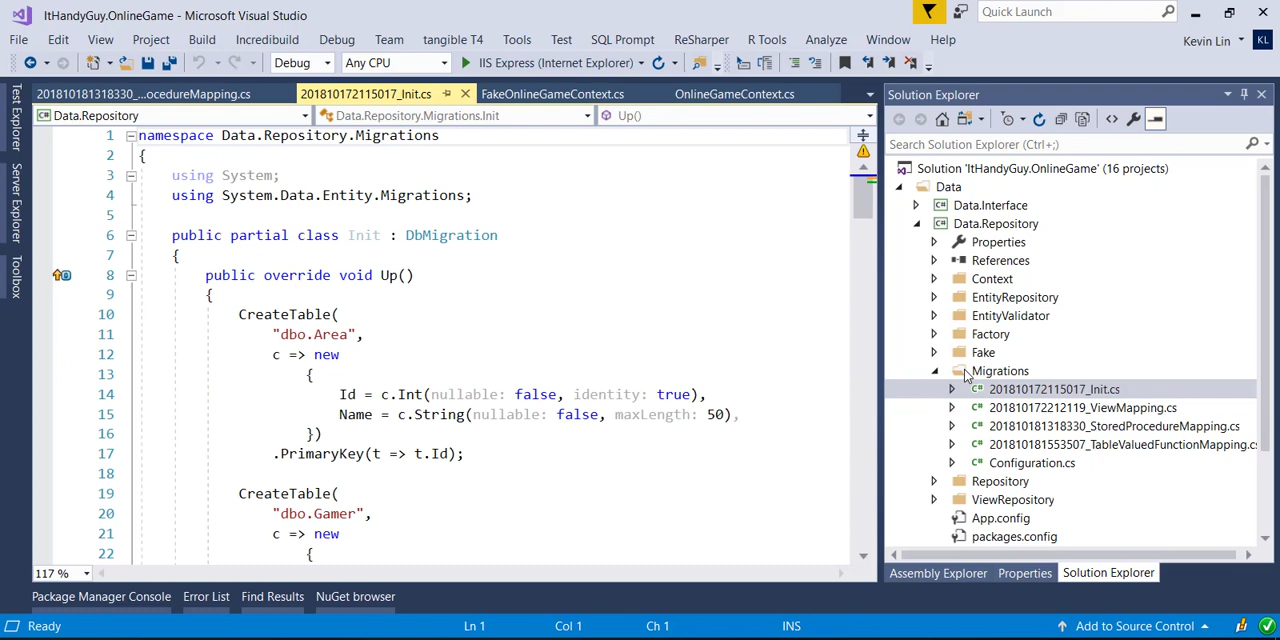 ItHandyGuy.OnlineGame - Microsoft Visual Studio
Quick Launch
File Edit View Project Build Incredibuild Debug Team tangible T4 Tools Test SQL Prompt ReSharper R Tools Analyze Window Help Kevin Lin KL
Debug Any CPU IIS Express (Internet Explorer)
Test Explorer
Server Explorer
Toolbox
201810181318330_...ocedureMapping.cs 201810172115017_Init.cs FakeOnlineGameContext.cs OnlineGameContext.cs
Data.Repository Data.Repository.Migrations.Init Up()
1 namespace Data.Repository.Migrations
2 {
3 using System;
4 using System.Data.Entity.Migrations;
5
6 public partial class Init : DbMigration
7 {
8 public override void Up()
9 {
10 CreateTable(
11 "dbo.Area",
12 c => new
13 {
14 Id = c.Int(nullable: false, identity: true),
15 Name = c.String(nullable: false, maxLength: 50),
16 })
17 .PrimaryKey(t => t.Id);
18
19 CreateTable(
20 "dbo.Gamer",
21 c => new
22 {
117 %
Solution Explorer
Search Solution Explorer (Ctrl+;)
Solution 'ItHandyGuy.OnlineGame' (16 projects)
Data
C# Data.Interface
C# Data.Repository
Properties
References
Context
EntityRepository
EntityValidator
Factory
Fake
Migrations
C# 201810172115017_Init.cs
C# 201810172212119_ViewMapping.cs
C# 201810181318330_StoredProcedureMapping.cs
C# 201810181553507_TableValuedFunctionMapping.cs
C# Configuration.cs
Repository
ViewRepository
App.config
packages.config
Assembly Explorer Properties Solution Explorer
Package Manager Console Error List Find Results NuGet browser
Ready Ln 1 Col 1 Ch 1 INS Add to Source Control